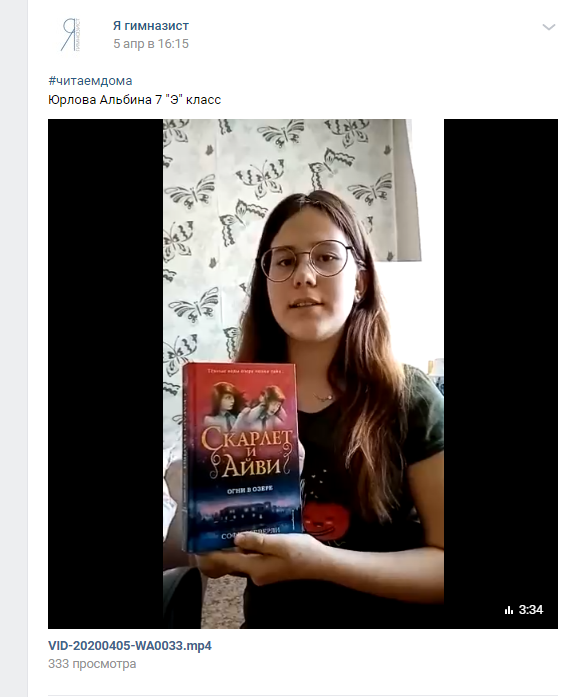 Я гимназист
5 апр в 16:15
#читаемдома
Юрлова Альбина 7 "Э" класс
СКАРЛЕТ
И
АЙВИ
ОГНИ В ОЗЕРЕ
3:34
VID-20200405-WA0033.mp4
333 просмотра